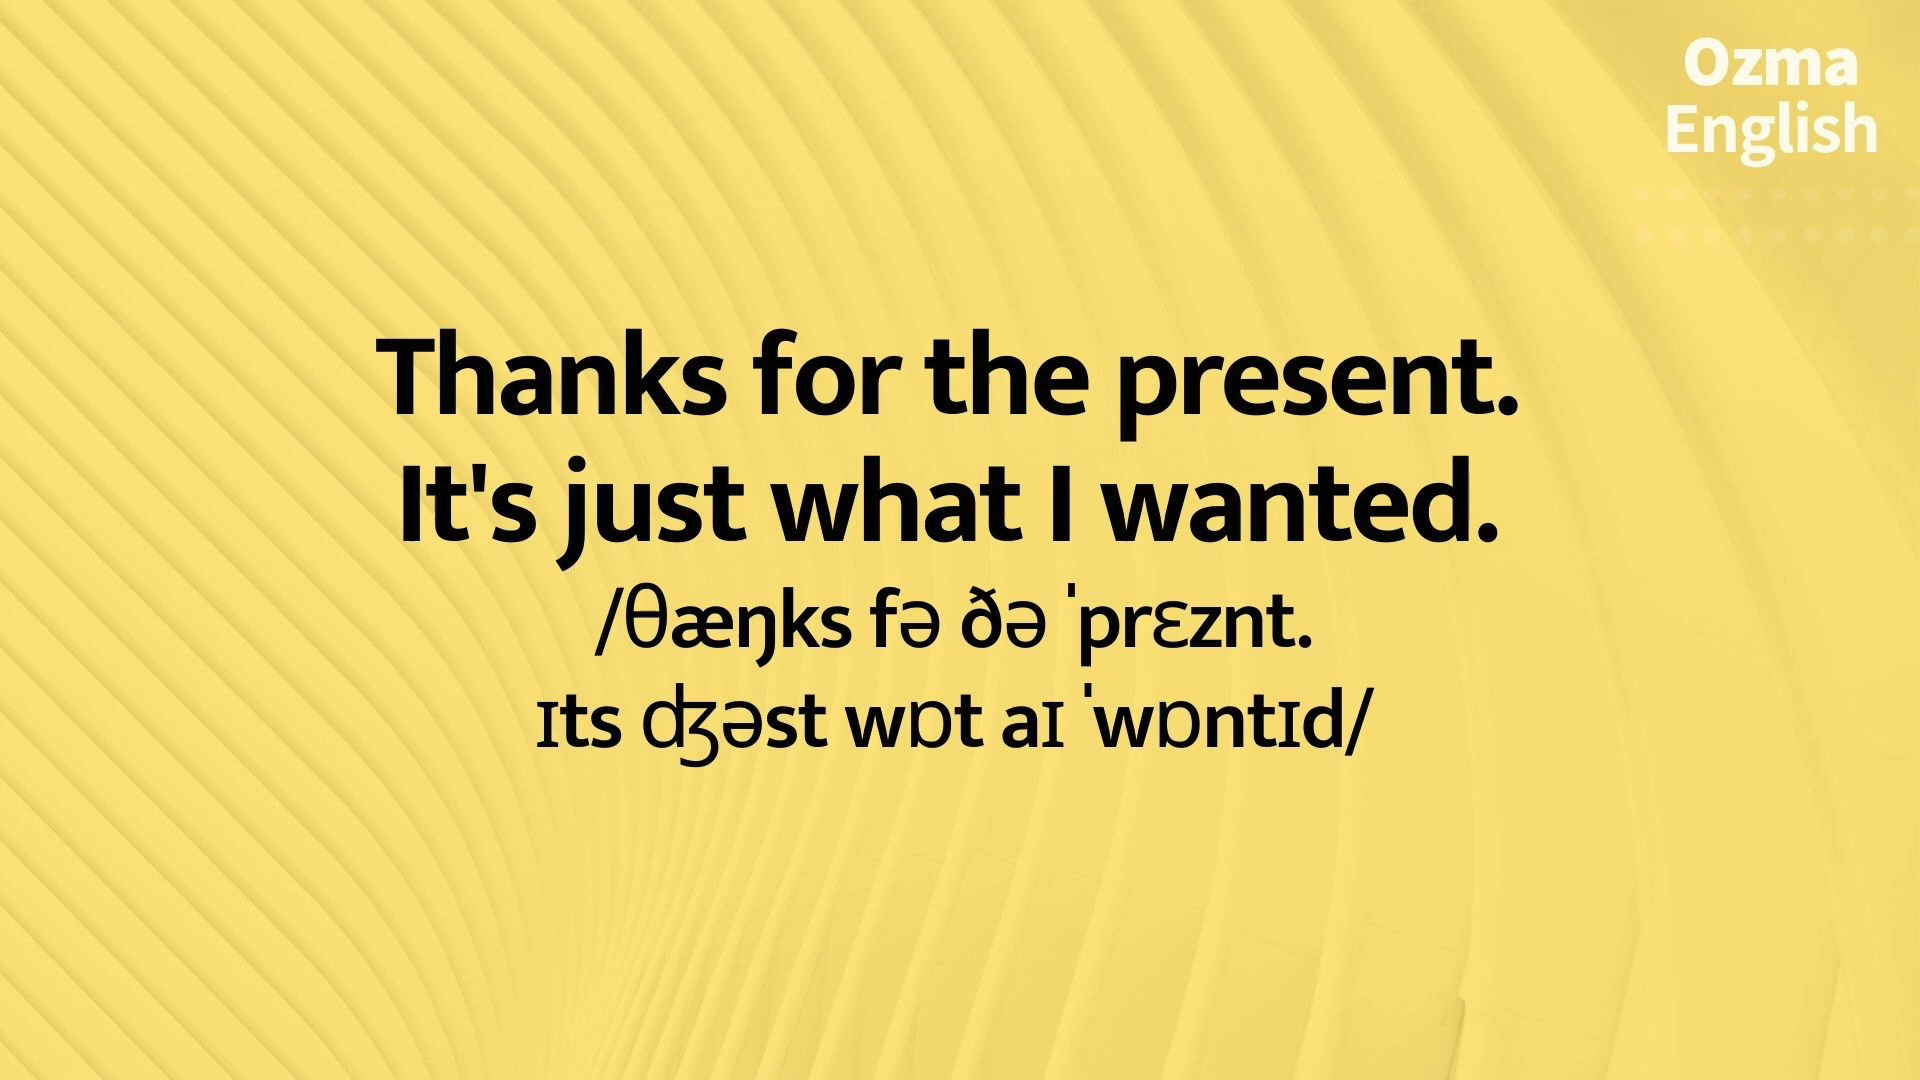 Ozma
English
Thanks for the present.
It's just what I wanted.
/θæŋks fə ðə ˈprɛznt.
ɪts ʤəst wɒt aɪ ˈwɒntɪd/